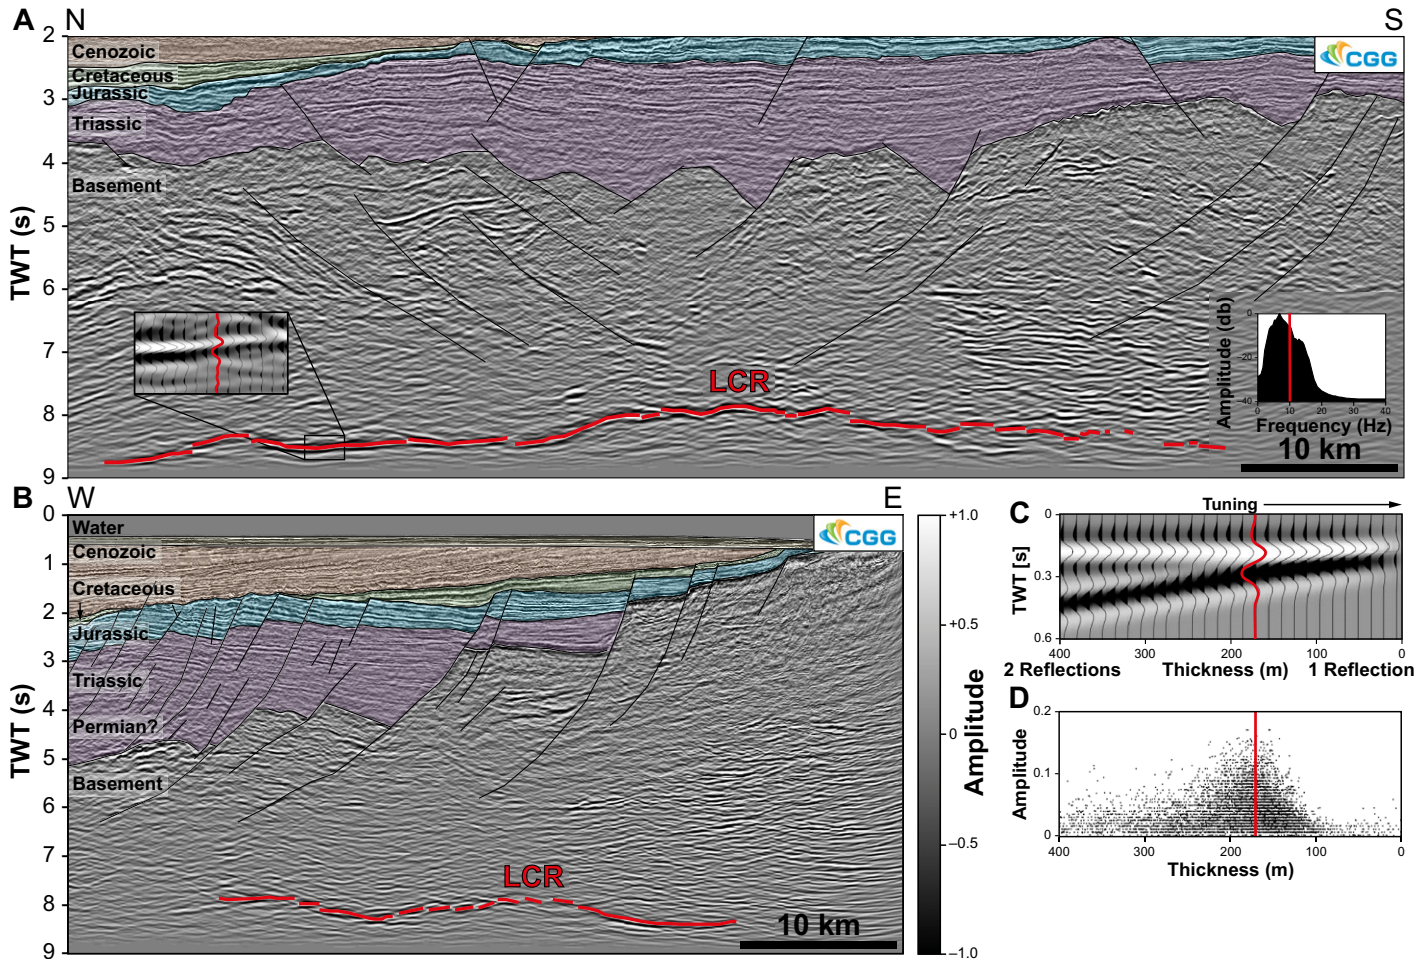 A N S
2
3
4
5
6
7
8
9
TWT (s)
Cenozoic
Cretaceous
Jurassic
Triassic
Basement
CGG
LCR
Amplitude (db)
0
−20
−40
0 10 20 30 40
Frequency (Hz)
10 km
B W E
0
1
2
3
4
5
6
7
8
9
TWT (s)
Water
Cenozoic
Cretaceous
Jurassic
Triassic
Permian?
Basement
CGG
LCR
10 km
+1.0
+0.5
0
−0.5
−1.0
Amplitude
C
Tuning
0
0.3
0.6
TWT [s]
400 300 200 100 0
2 Reflections Thickness (m) 1 Reflection
D
0.2
0.1
0
Amplitude
400 300 200 100 0
Thickness (m)